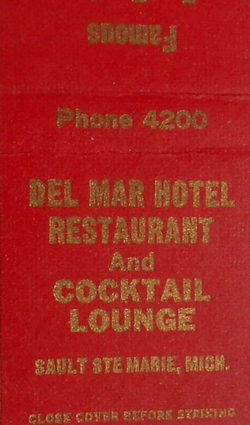 Famous
Phone 4200
DEL MAR HOTEL
RESTAURANT
And
COCKTAIL
LOUNGE
SAULT STE MARIE, MICH.
CLOSE COVER BEFORE STRIKING